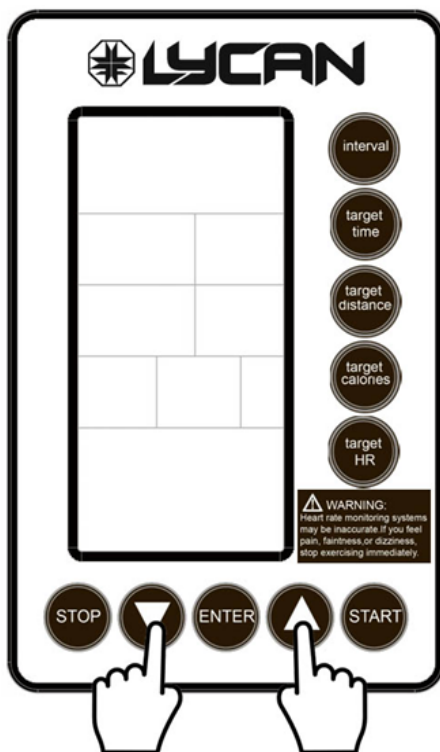 LYCAN
interval
target
time
target
distance
target
calories
target
HR
WARNING:
Heart rate monitoring systems
may be inaccurate.If you feel
pain, faintness,or dizziness,
stop exercising immediately.
STOP
ENTER
START